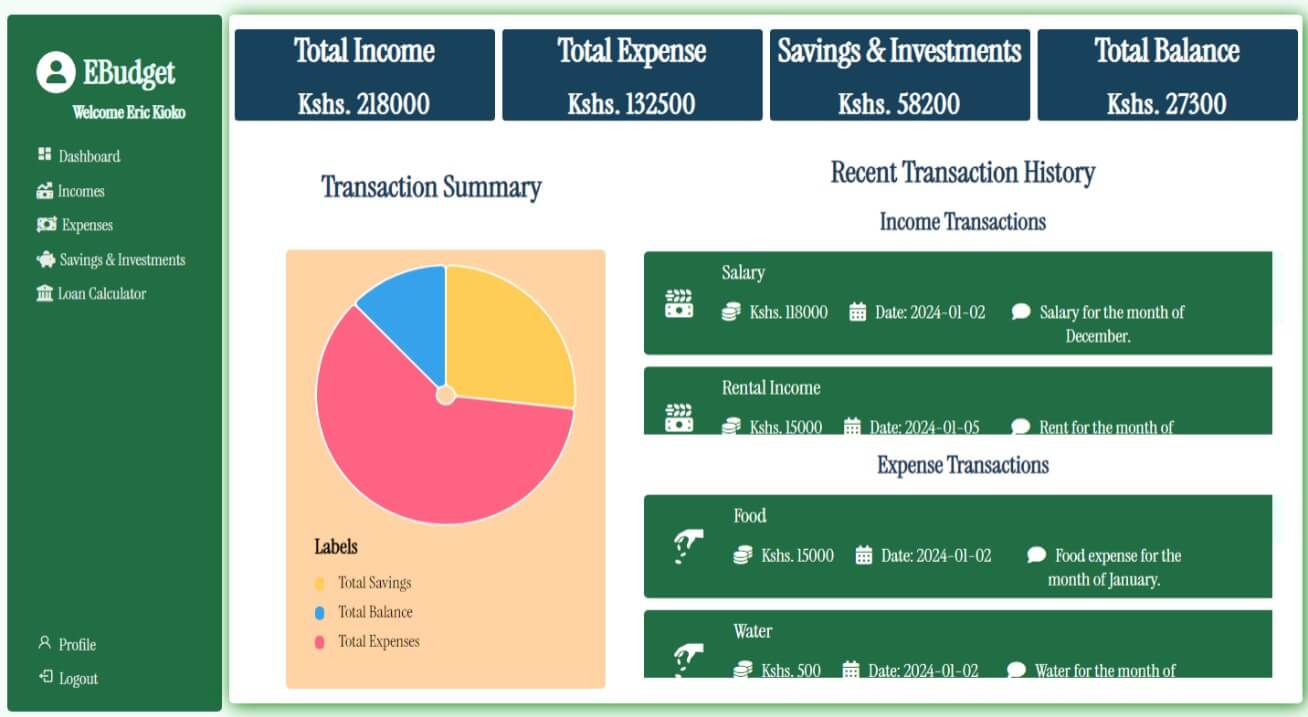 EBudget
Welcome Eric Kioko
Dashboard
Incomes
Expenses
Savings & Investments
Loan Calculator
Profile
Logout
Total Income
Kshs. 218000
Total Expense
Kshs. 132500
Savings & Investments
Kshs. 58200
Total Balance
Kshs. 27300
Transaction Summary
Labels
Total Savings
Total Balance
Total Expenses
Recent Transaction History
Income Transactions
Salary
Kshs. 118000 Date: 2024-01-02 Salary for the month of
December.
Rental Income
Kshs. 15000 Date: 2024-01-05 Rent for the month of
Expense Transactions
Food
Kshs. 15000 Date: 2024-01-02 Food expense for the
month of January.
Water
Kshs. 500 Date: 2024-01-02 Water for the month of